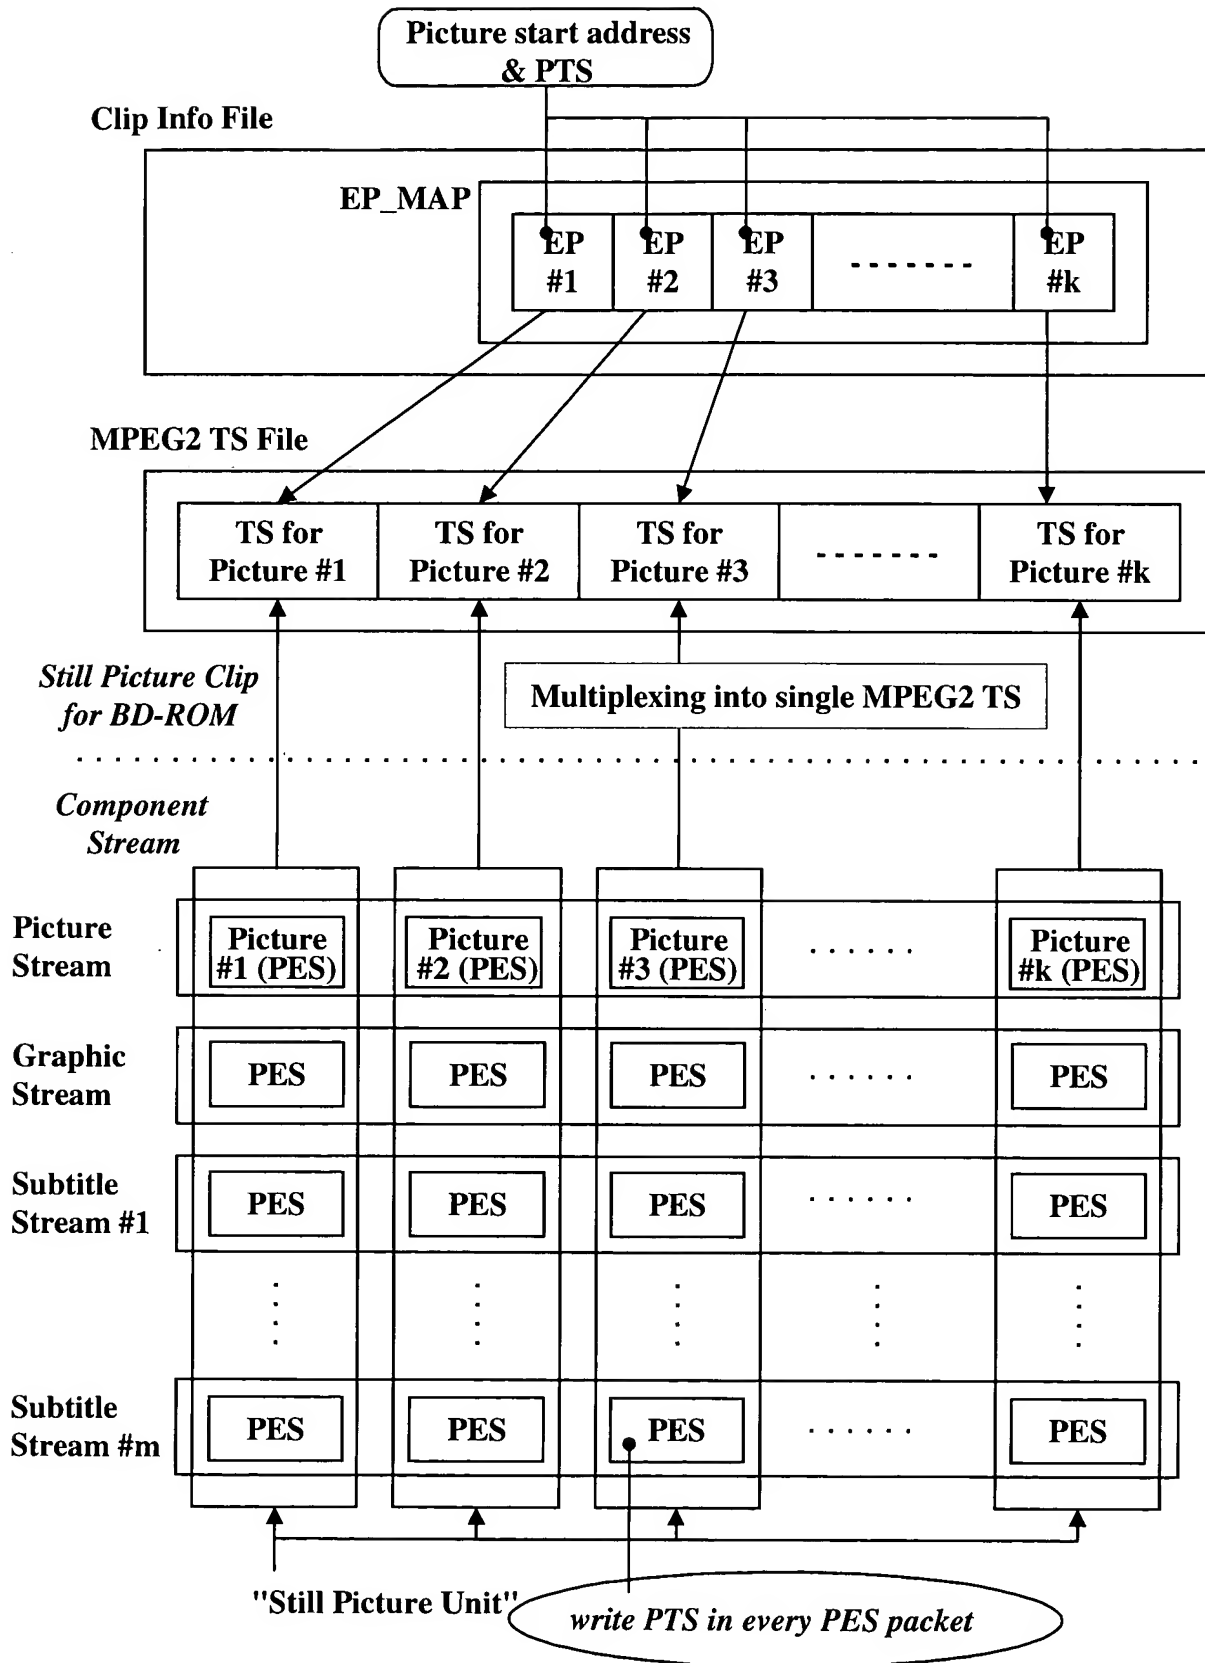 Picture start address
& PTS
Clip Info File
EP_MAP
EP
#1
EP
#2
EP
#3
EP
#k
MPEG2 TS File
TS for
Picture #1
TS for
Picture #2
TS for
Picture #3
TS for
Picture #k
Still Picture Clip
for BD-ROM
Multiplexing into single MPEG2 TS
Component
Stream
Picture
Stream
Picture
#1 (PES)
Picture
#2 (PES)
Picture
#3 (PES)
Picture
#k (PES)
Graphic
Stream
PES
PES
PES
PES
Subtitle
Stream #1
PES
PES
PES
PES
Subtitle
Stream #m
PES
PES
PES
PES
"Still Picture Unit"
write PTS in every PES packet